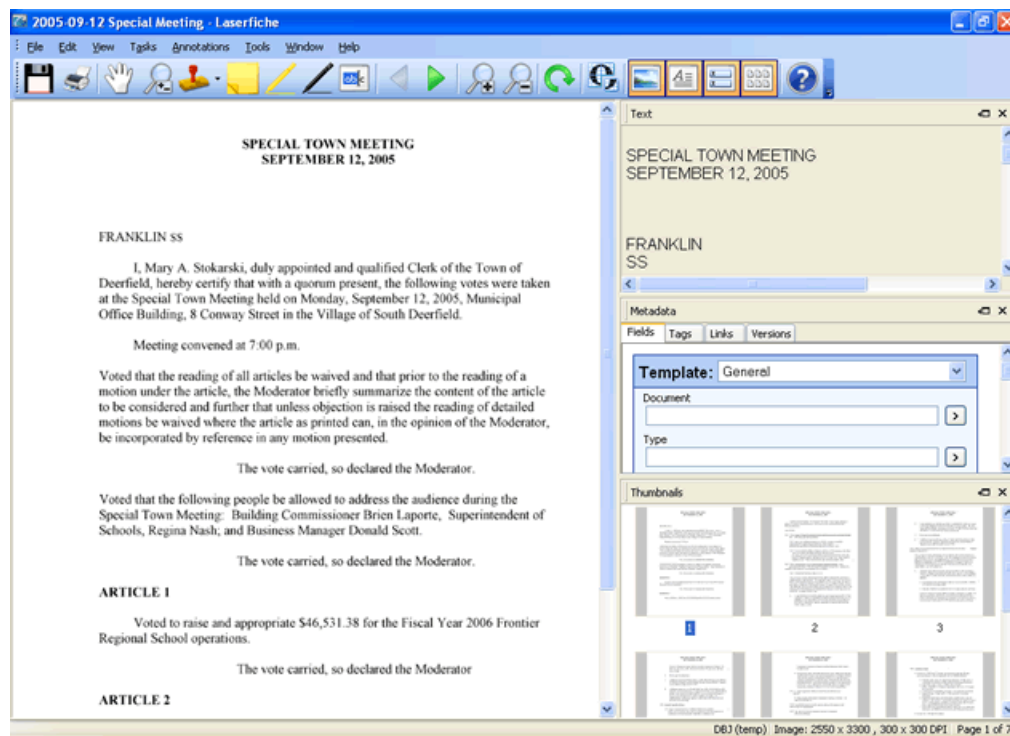 2005-09-12 Special Meeting - Laserfiche
File Edit View Tasks Annotations Tools Window Help
SPECIAL TOWN MEETING
SEPTEMBER 12, 2005
FRANKLIN SS
I, Mary A. Stokarski, duly appointed and qualified Clerk of the Town of
Deerfield, hereby certify that with a quorum present, the following votes were taken
at the Special Town Meeting held on Monday, September 12, 2005, Municipal
Office Building, 8 Conway Street in the Village of South Deerfield.
Meeting convened at 7:00 p.m.
Voted that the reading of all articles be waived and that prior to the reading of a
motion under the article, the Moderator briefly summarize the content of the article
to be considered and further that unless objection is raised the reading of detailed
motions be waived where the article as printed can, in the opinion of the Moderator,
be incorporated by reference in any motion presented.
The vote carried, so declared the Moderator.
Voted that the following people be allowed to address the audience during the
Special Town Meeting: Building Commissioner Brien Laporte, Superintendent of
Schools, Regina Nash; and Business Manager Donald Scott.
The vote carried, so declared the Moderator.
ARTICLE 1
Voted to raise and appropriate $46,531.38 for the Fiscal Year 2006 Frontier
Regional School operations.
The vote carried, so declared the Moderator
ARTICLE 2
Text
SPECIAL TOWN MEETING
SEPTEMBER 12, 2005
FRANKLIN
SS
Metadata
Fields Tags Links Versions
Template: General
Document
Type
Thumbnails
1 2 3
DBJ (temp) Image: 2550 x 3300 , 300 x 300 DPI Page 1 of 7